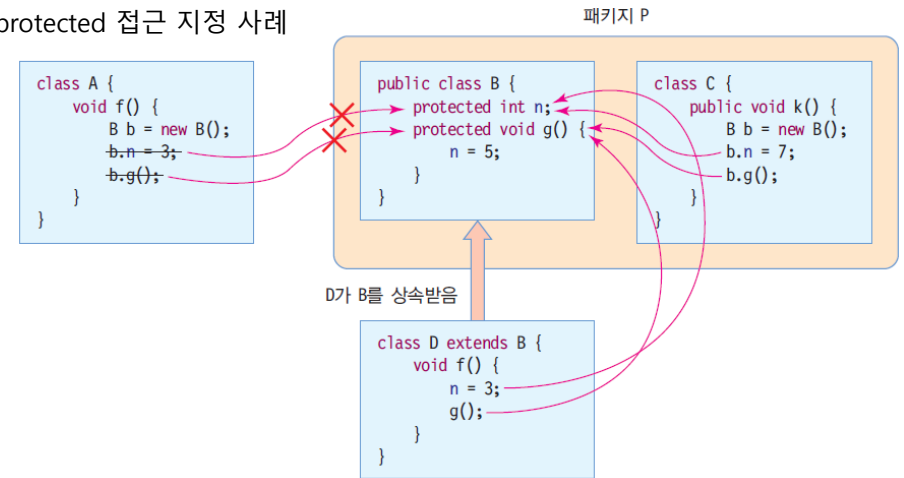 protected 접근 지정 사례
패키지 P
class A {
void f() {
B b = new B();
b.n = 3;
b.g();
}
}
public class B {
protected int n;
protected void g() {
n = 5;
}
}
class C {
public void k() {
B b = new B();
b.n = 7;
b.g();
}
}
D가 B를 상속받음
class D extends B {
void f() {
n = 3;
g();
}
}